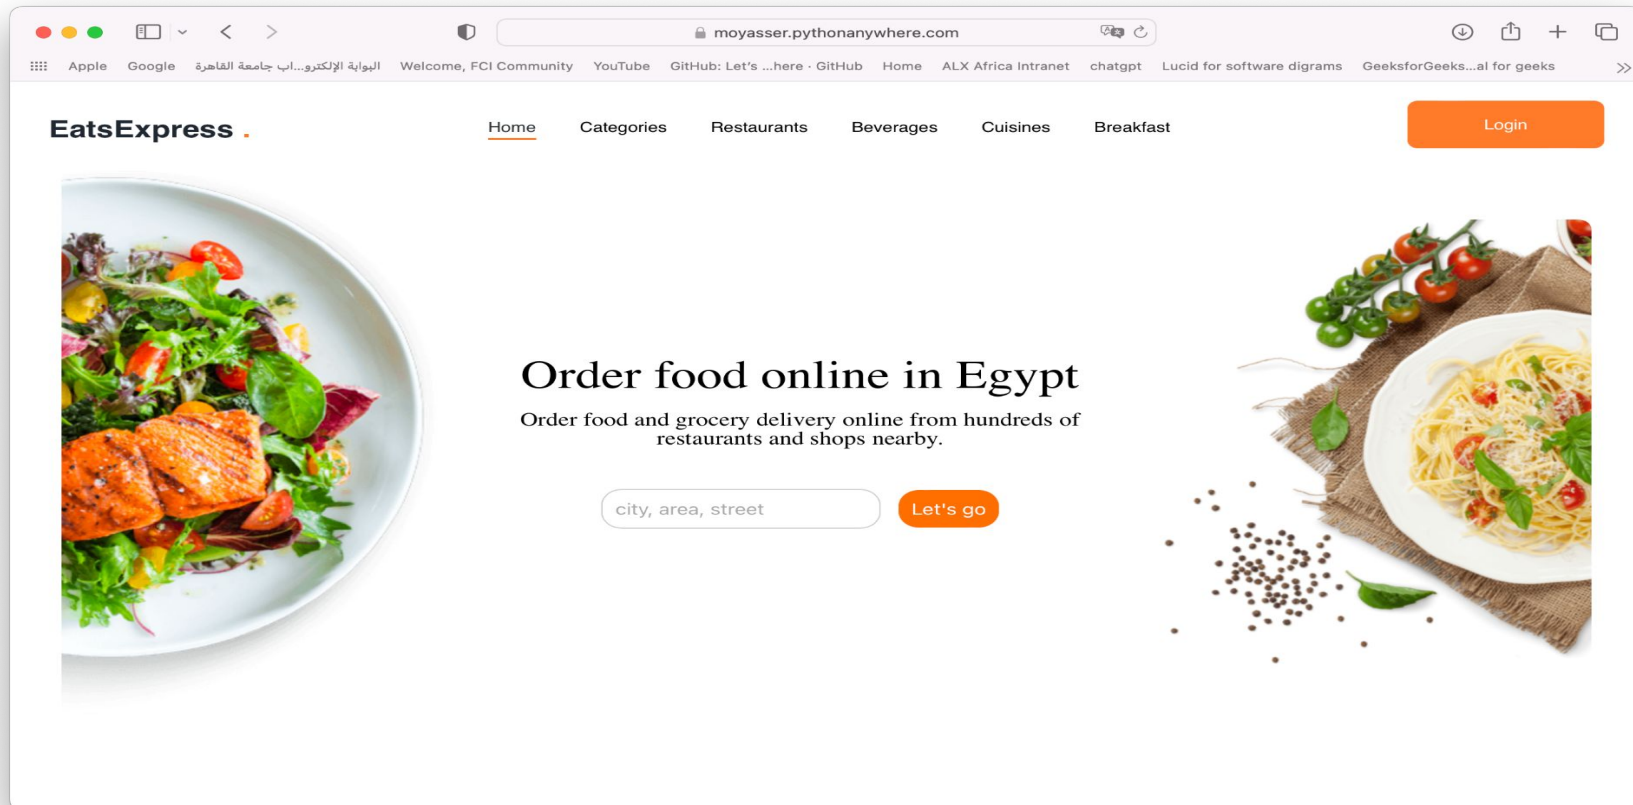 moyasser.pythonanywhere.com
Apple Google البوابة الإلكترو...اب جامعة القاهرة Welcome, FCI Community YouTube GitHub: Let's ...here · GitHub Home ALX Africa Intranet chatgpt Lucid for software digrams GeeksforGeeks...al for geeks
EatsExpress . Home Categories Restaurants Beverages Cuisines Breakfast Login
Order food online in Egypt
Order food and grocery delivery online from hundreds of
restaurants and shops nearby.
city, area, street Let's go